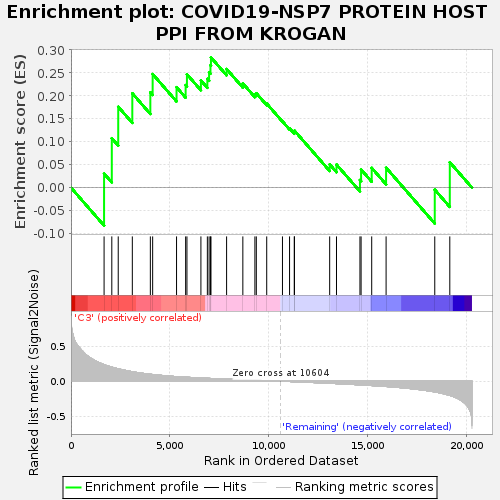 Enrichment plot: COVID19-NSP7 PROTEIN HOST
PPI FROM KROGAN
Enrichment score (ES)
0.30
0.25
0.20
0.15
0.10
0.05
0.00
-0.05
-0.10
'C3' (positively correlated)
Ranked list metric (Signal2Noise)
0.5
0.0
-0.5
Zero cross at 10604
'Remaining' (negatively correlated)
0 5,000 10,000 15,000 20,000
Rank in Ordered Dataset
Enrichment profile Hits Ranking metric scores